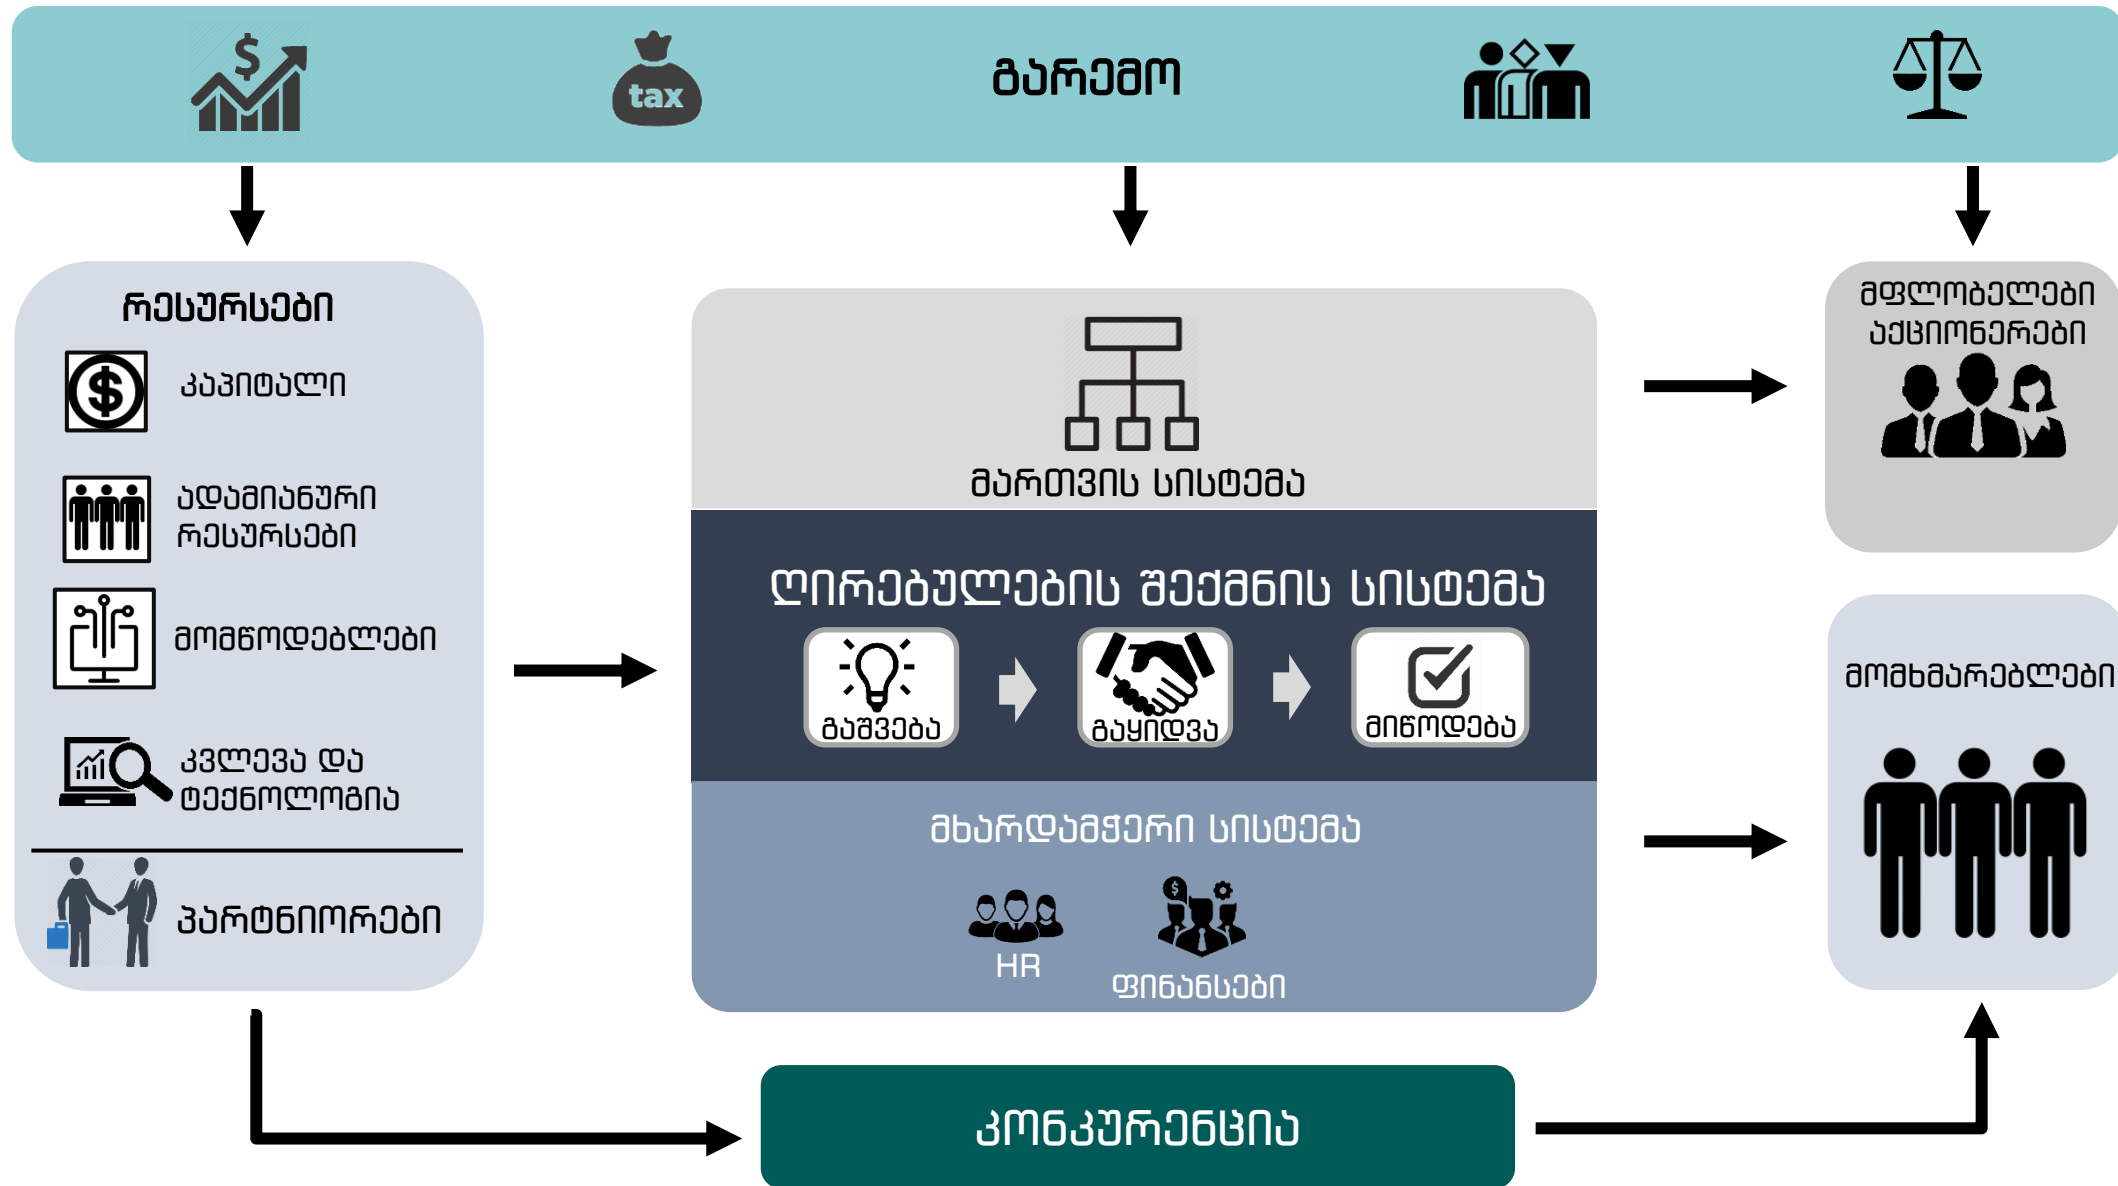 tax
გარემო
რესურსები
კაპიტალი
ადამიანური
რესურსები
მომწოდებლები
კვლევა და
ტექნოლოგია
პარტნიორები
მართვის სისტემა
ღირებულების შექმნის სისტემა
გაშვება
გაყიდვა
მიწოდება
მხარდამჭერი სისტემა
HR
ფინანსები
მფლობელები
აქციონერები
მომხმარებლები
კონკურენცია